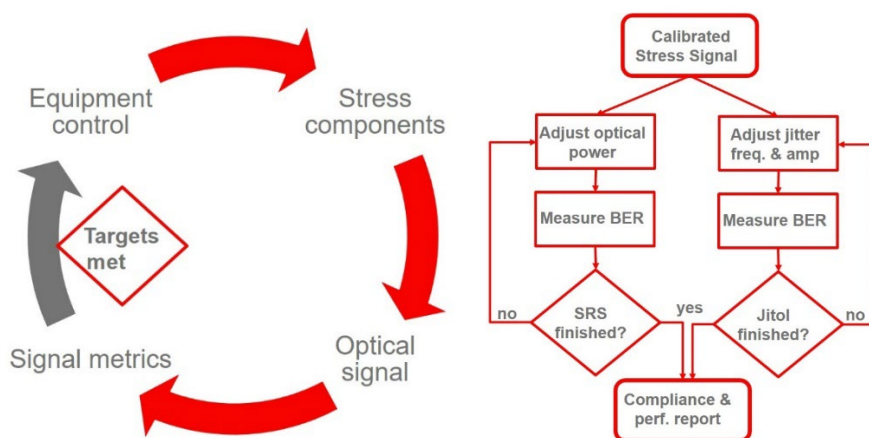 Equipment
control
Stress
components
Targets
met
Signal metrics
Optical
signal
Calibrated
Stress Signal
Adjust optical
power
Adjust jitter
freq. & amp
Measure BER
Measure BER
no
SRS
finished?
yes
Jitol
finished?
no
Compliance &
perf. report